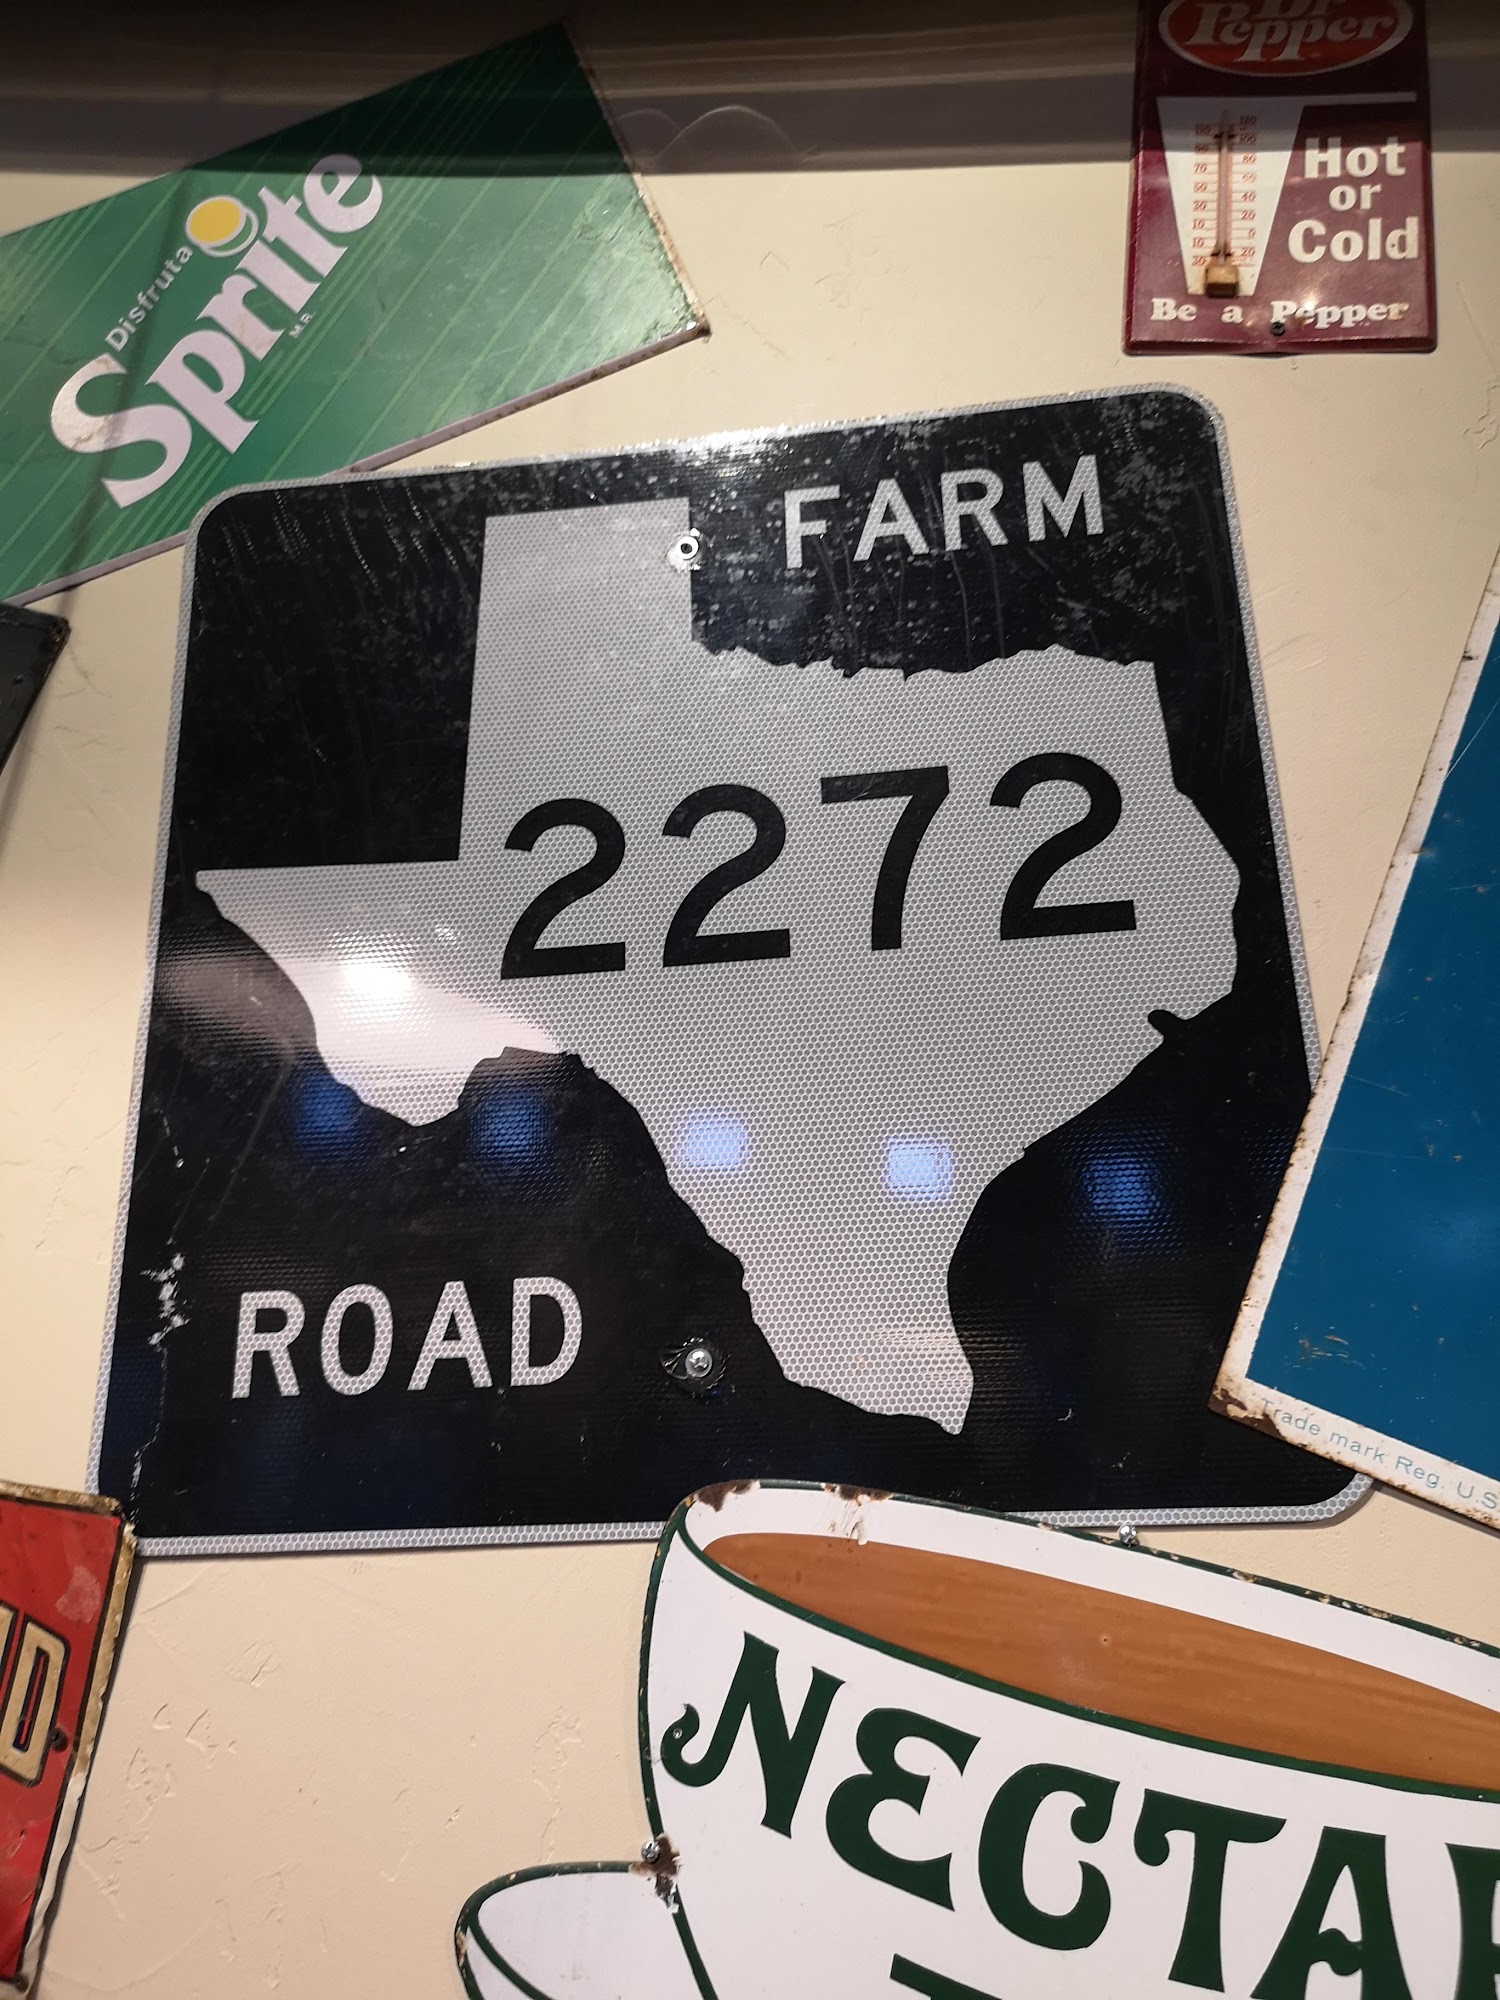 Dr
Pepper
Hot
or
Cold
Be a Pepper
Disfruta
Sprite
M.R.
FARM
2272
ROAD
Trade mark Reg. U.S
NECTA